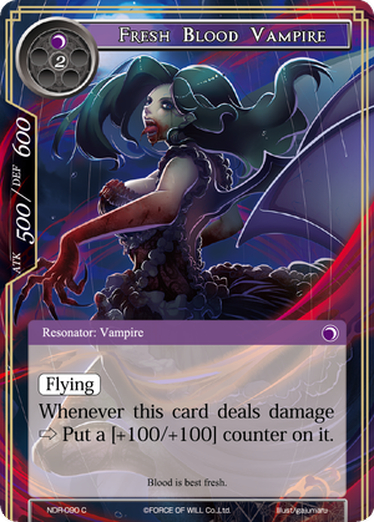 Fresh Blood Vampire
2
ATK 500 / DEF 600
Resonator: Vampire
Flying
Whenever this card deals damage
⇨ Put a [+100/+100] counter on it.
Blood is best fresh.
NDR-090 C ©FORCE OF WILL Co.,Ltd. Illust/gaiumaru